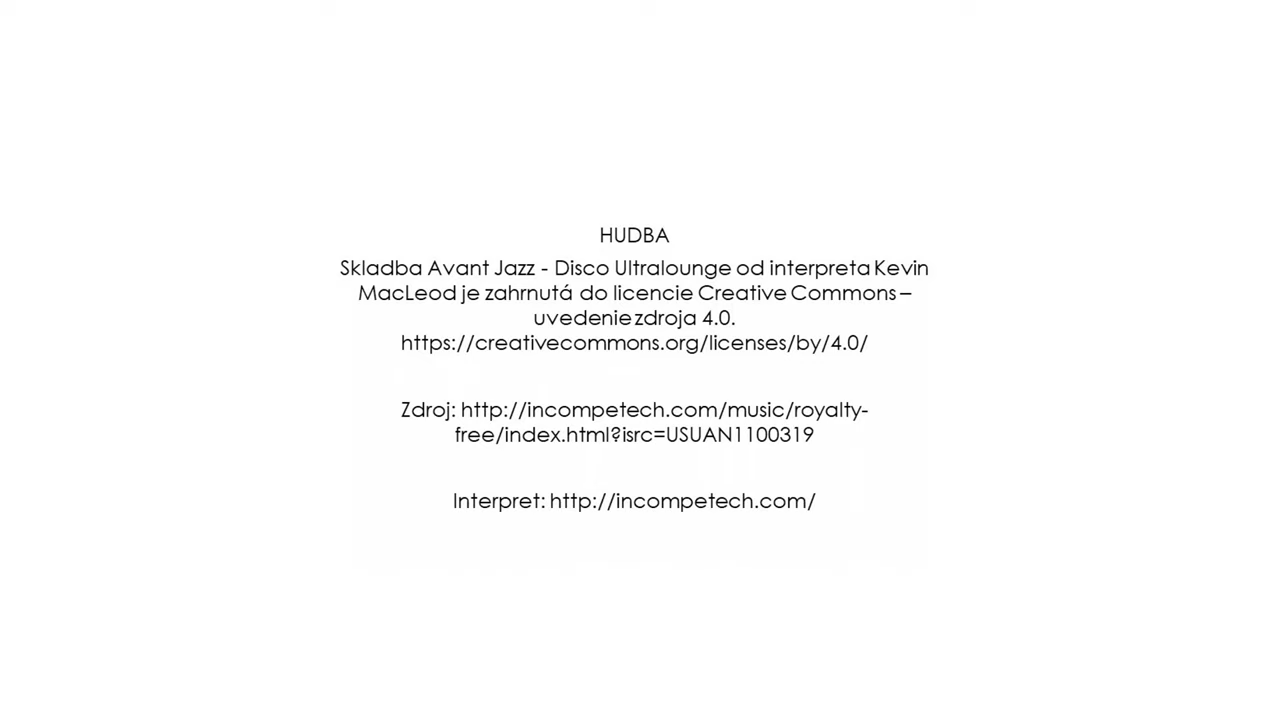 HUDBA
Skladba Avant Jazz - Disco Ultralounge od interpreta Kevin
MacLeod je zahrnutá do licencie Creative Commons –
uvedenie zdroja 4.0.
https://creativecommons.org/licenses/by/4.0/
Zdroj: http://incompetech.com/music/royalty-
free/index.html?isrc=USUAN1100319
Interpret: http://incompetech.com/